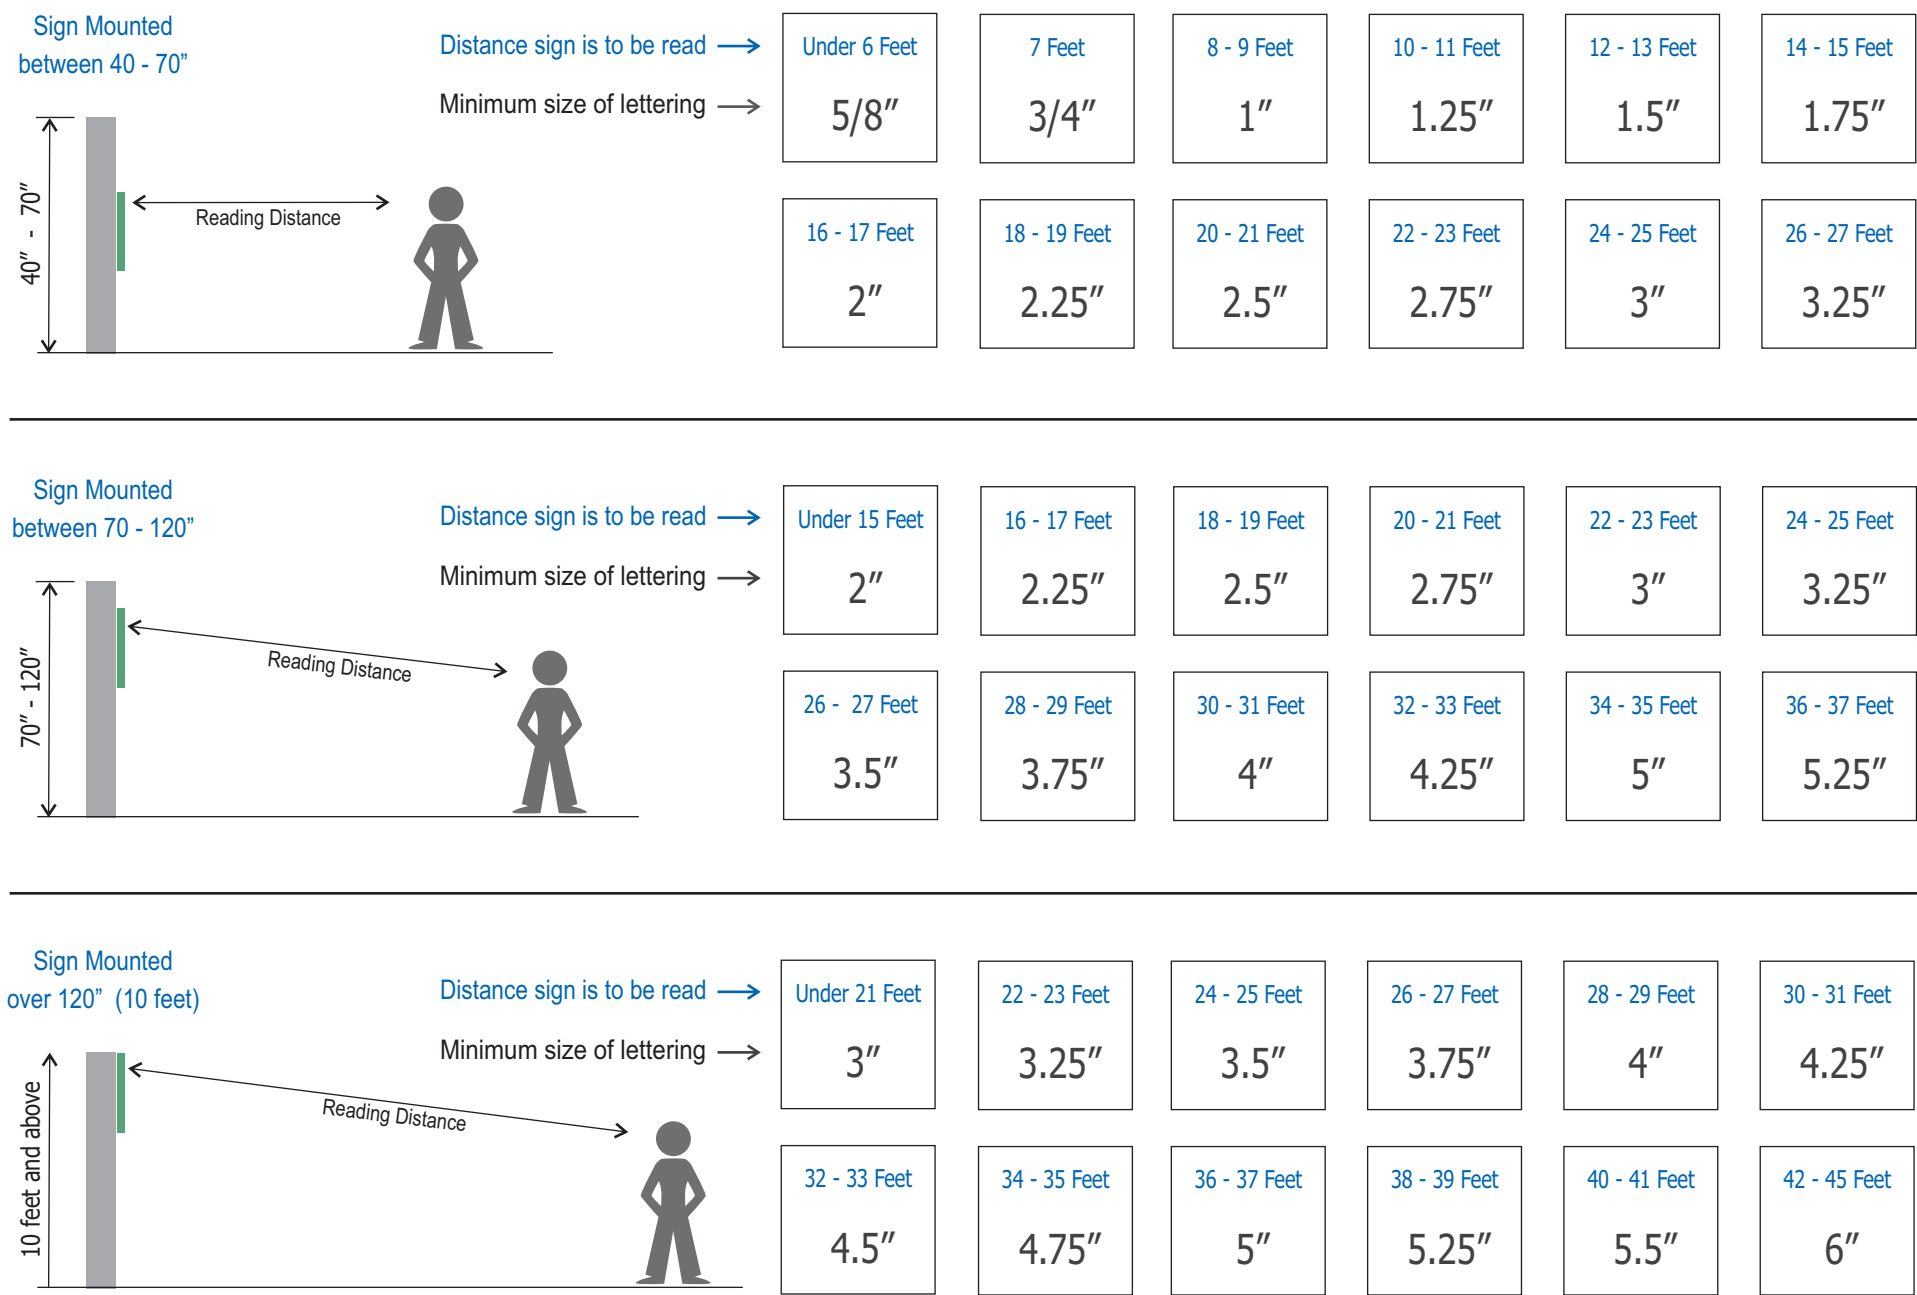 Sign Mounted
between 40 - 70”
Distance sign is to be read
Minimum size of lettering
Under 6 Feet
5/8”
7 Feet
3/4”
8 - 9 Feet
1”
10 - 11 Feet
1.25”
12 - 13 Feet
1.5”
14 - 15 Feet
1.75”
40” - 70”
Reading Distance
16 - 17 Feet
2”
18 - 19 Feet
2.25”
20 - 21 Feet
2.5”
22 - 23 Feet
2.75”
24 - 25 Feet
3”
26 - 27 Feet
3.25”
Sign Mounted
between 70 - 120”
Distance sign is to be read
Minimum size of lettering
Under 15 Feet
2”
16 - 17 Feet
2.25”
18 - 19 Feet
2.5”
20 - 21 Feet
2.75”
22 - 23 Feet
3”
24 - 25 Feet
3.25”
70” - 120”
Reading Distance
26 - 27 Feet
3.5”
28 - 29 Feet
3.75”
30 - 31 Feet
4”
32 - 33 Feet
4.25”
34 - 35 Feet
5”
36 - 37 Feet
5.25”
Sign Mounted
over 120” (10 feet)
Distance sign is to be read
Minimum size of lettering
Under 21 Feet
3”
22 - 23 Feet
3.25”
24 - 25 Feet
3.5”
26 - 27 Feet
3.75”
28 - 29 Feet
4”
30 - 31 Feet
4.25”
10 feet and above
Reading Distance
32 - 33 Feet
4.5”
34 - 35 Feet
4.75”
36 - 37 Feet
5”
38 - 39 Feet
5.25”
40 - 41 Feet
5.5”
42 - 45 Feet
6”